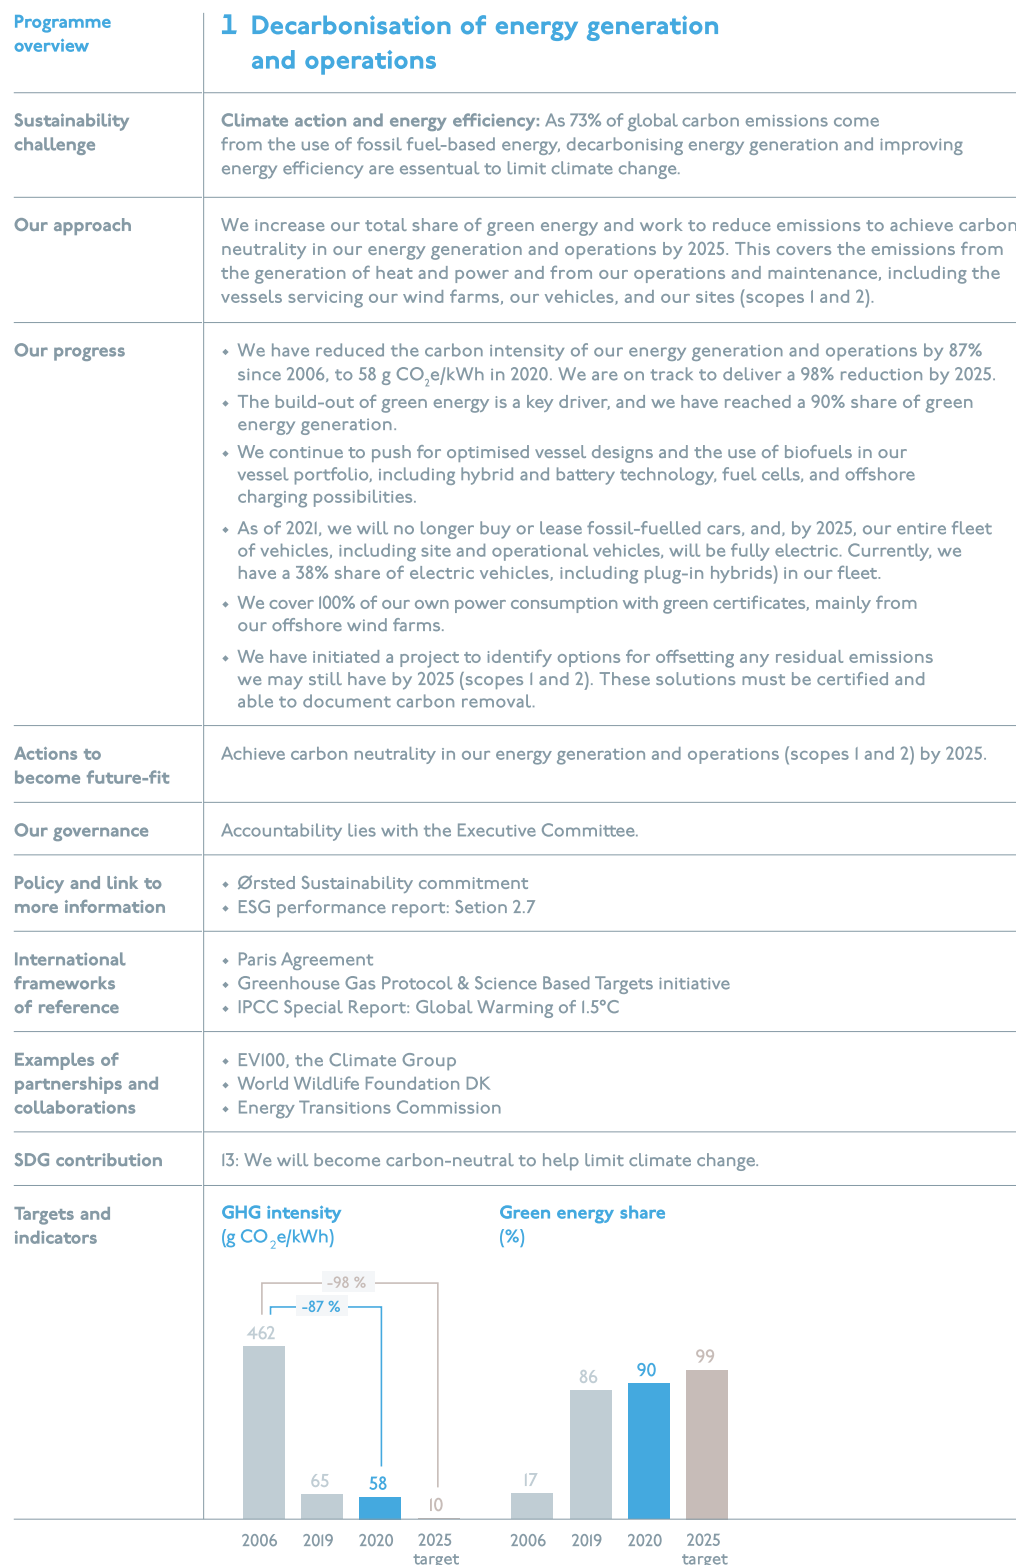 Programme
overview
1 Decarbonisation of energy generation
and operations
Sustainability
challenge
Climate action and energy efficiency: As 73% of global carbon emissions come
from the use of fossil fuel-based energy, decarbonising energy generation and improving
energy efficiency are essentual to limit climate change.
Our approach
We increase our total share of green energy and work to reduce emissions to achieve carbon
neutrality in our energy generation and operations by 2025. This covers the emissions from
the generation of heat and power and from our operations and maintenance, including the
vessels servicing our wind farms, our vehicles, and our sites (scopes 1 and 2).
Our progress
• We have reduced the carbon intensity of our energy generation and operations by 87%
since 2006, to 58 g CO₂e/kWh in 2020. We are on track to deliver a 98% reduction by 2025.
• The build-out of green energy is a key driver, and we have reached a 90% share of green
energy generation.
• We continue to push for optimised vessel designs and the use of biofuels in our
vessel portfolio, including hybrid and battery technology, fuel cells, and offshore
charging possibilities.
• As of 2021, we will no longer buy or lease fossil-fuelled cars, and, by 2025, our entire fleet
of vehicles, including site and operational vehicles, will be fully electric. Currently, we
have a 38% share of electric vehicles, including plug-in hybrids) in our fleet.
• We cover 100% of our own power consumption with green certificates, mainly from
our offshore wind farms.
• We have initiated a project to identify options for offsetting any residual emissions
we may still have by 2025 (scopes 1 and 2). These solutions must be certified and
able to document carbon removal.
Actions to
become future-fit
Achieve carbon neutrality in our energy generation and operations (scopes 1 and 2) by 2025.
Our governance
Accountability lies with the Executive Committee.
Policy and link to
more information
• Ørsted Sustainability commitment
• ESG performance report: Setion 2.7
International
frameworks
of reference
• Paris Agreement
• Greenhouse Gas Protocol & Science Based Targets initiative
• IPCC Special Report: Global Warming of 1.5°C
Examples of
partnerships and
collaborations
• EV100, the Climate Group
• World Wildlife Foundation DK
• Energy Transitions Commission
SDG contribution
13: We will become carbon-neutral to help limit climate change.
Targets and
indicators
GHG intensity
(g CO₂e/kWh)
-98 %
-87 %
462
65
58
10
2006 2019 2020 2025
target
Green energy share
(%)
17
86
90
99
2006 2019 2020 2025
target